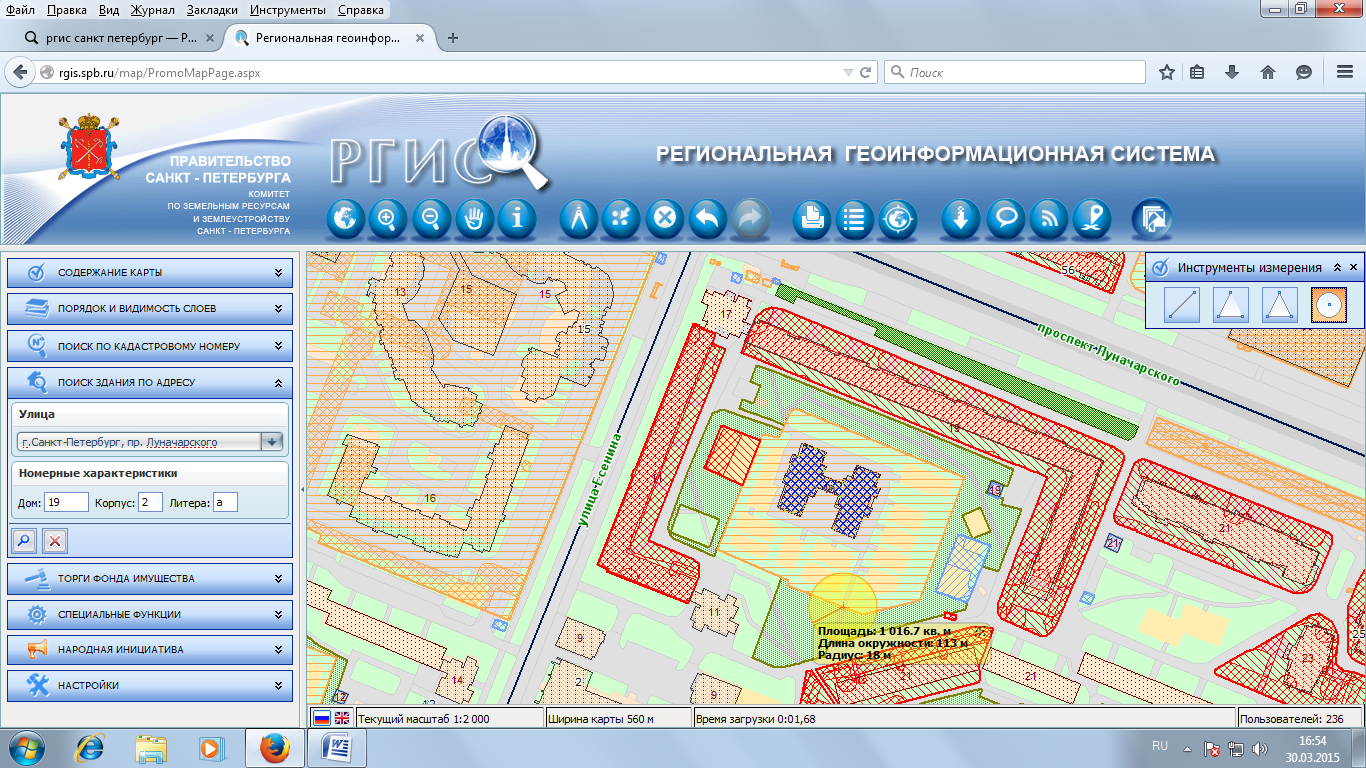 Файл Правка Вид Журнал Закладки Инструменты Справка
ргис санкт петербург — Р...
Региональная геоинфор...
rgis.spb.ru/map/PromoMapPage.aspx
Поиск
ПРАВИТЕЛЬСТВО
САНКТ - ПЕТЕРБУРГА
КОМИТЕТ
ПО ЗЕМЕЛЬНЫМ РЕСУРСАМ
И ЗЕМЛЕУСТРОЙСТВУ
САНКТ - ПЕТЕРБУРГА
РГИС
РЕГИОНАЛЬНАЯ ГЕОИНФОРМАЦИОННАЯ СИСТЕМА
СОДЕРЖАНИЕ КАРТЫ
ПОРЯДОК И ВИДИМОСТЬ СЛОЕВ
ПОИСК ПО КАДАСТРОВОМУ НОМЕРУ
ПОИСК ЗДАНИЯ ПО АДРЕСУ
Улица
г.Санкт-Петербург, пр. Луначарского
Номерные характеристики
Дом: 19 Корпус: 2 Литера: а
ТОРГИ ФОНДА ИМУЩЕСТВА
СПЕЦИАЛЬНЫЕ ФУНКЦИИ
НАРОДНАЯ ИНИЦИАТИВА
НАСТРОЙКИ
Инструменты измерения
56
13
15
15
15
17
проспект Луначарского
улица Есенина
16
19
21
21
11
9
2
14
12
9
21
21
23
25
Площадь: 1 016.7 кв. м
Длина окружности: 113 м
Радиус: 18 м
Текущий масштаб 1:2 000
Ширина карты 560 м
Время загрузки 0:01,68
Пользователей: 236
RU
16:54
30.03.2015